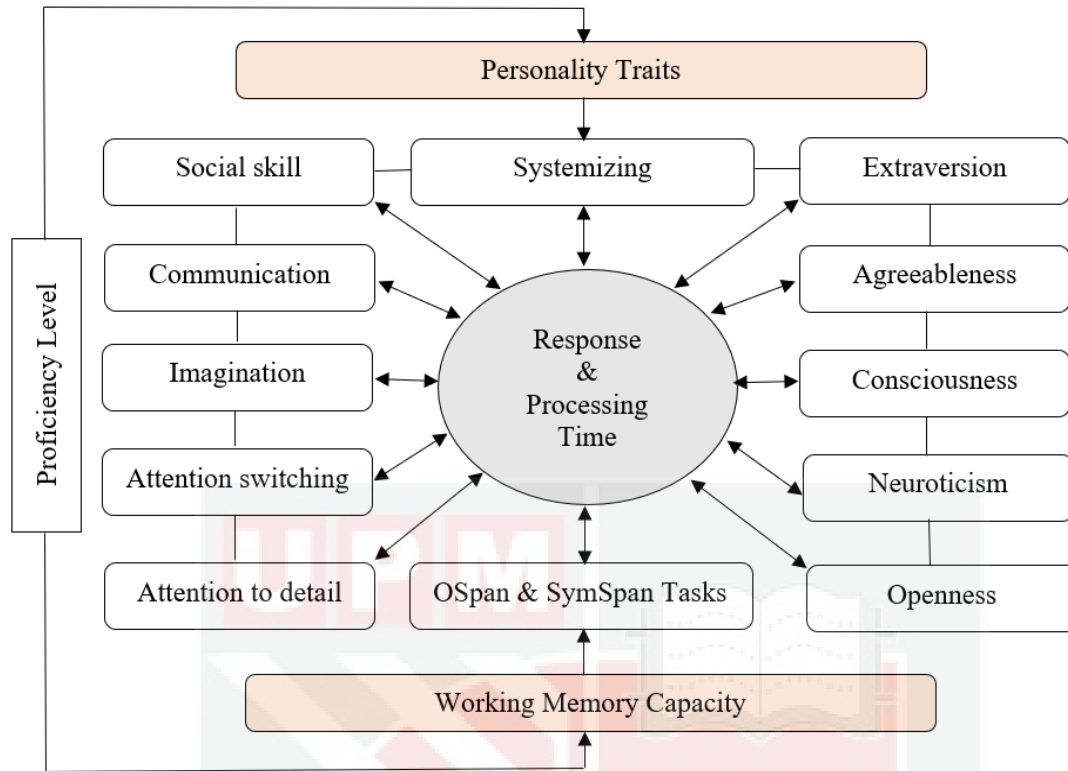 Personality Traits
Social skill
Systemizing
Extraversion
Communication
Agreeableness
Proficiency Level
Response
&
Processing
Time
Imagination
Consciousness
Attention switching
Neuroticism
Attention to detail
OSpan & SymSpan Tasks
Openness
UPM
Working Memory Capacity